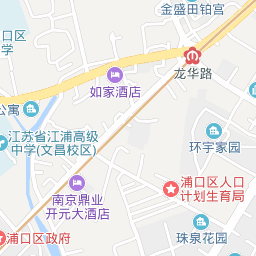 金盛田铂宫
浦口区
学
龙华路
如家酒店
公寓
江苏省江浦高级
中学(文昌校区)
环宇家园
南京鼎业
开元大酒店
浦口区人口
计划生育局
浦口区政府
珠泉花园